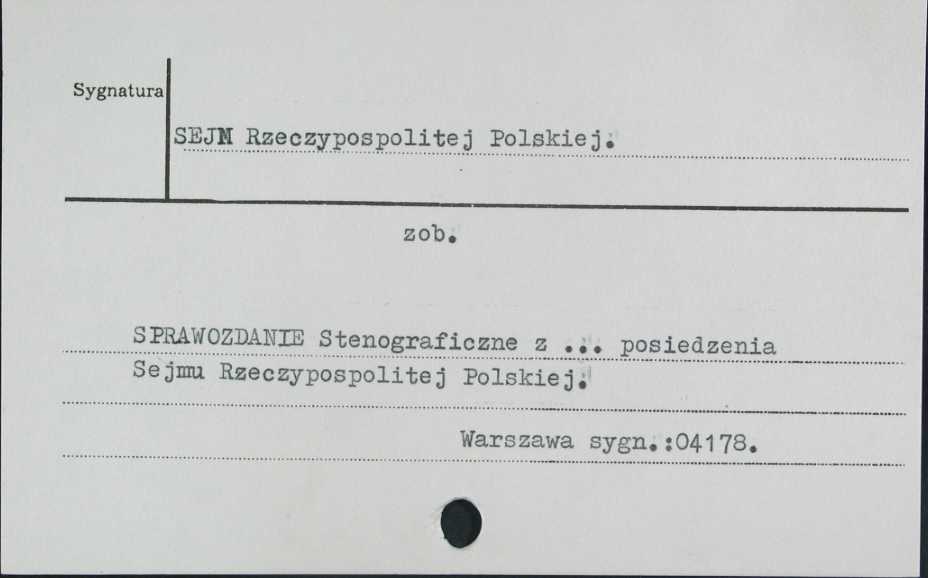 Sygnatura
SEJM Rzeczypospolitej Polskiej.
zob.
SPRAWOZDANIE Stenograficzne z ... posiedzenia
Sejmu Rzeczypospolitej Polskiej.
Warszawa sygn.:04178.